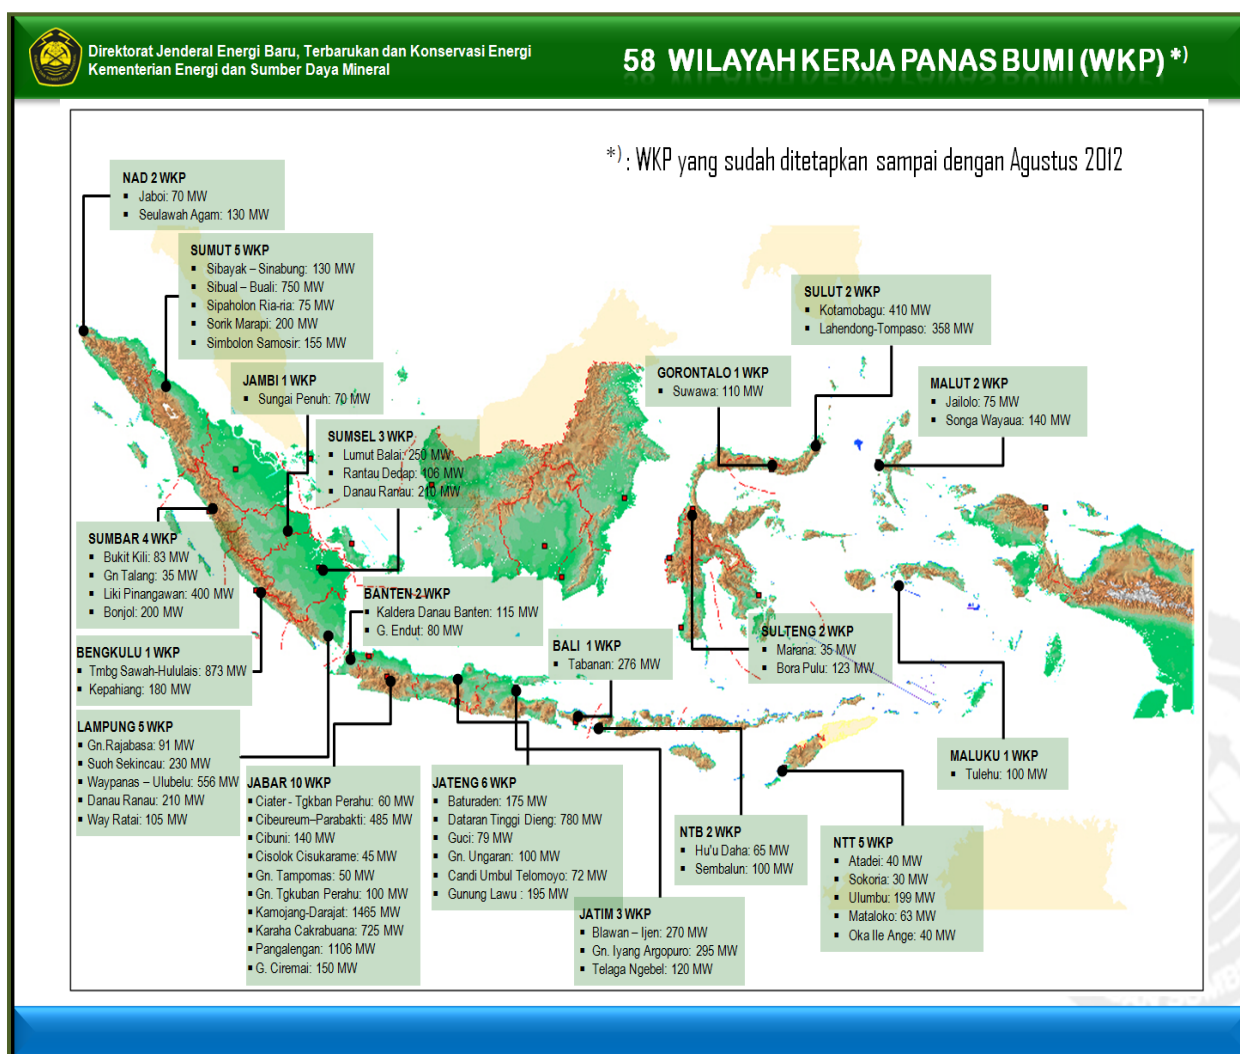 Direktorat Jenderal Energi Baru, Terbarukan dan Konservasi Energi
Kementerian Energi dan Sumber Daya Mineral
58 WILAYAH KERJA PANAS BUMI (WKP) *)
*) : WKP yang sudah ditetapkan sampai dengan Agustus 2012
NAD 2 WKP
▪ Jaboi: 70 MW
▪ Seulawah Agam: 130 MW
SUMUT 5 WKP
▪ Sibayak – Sinabung: 130 MW
▪ Sibual – Buali: 750 MW
▪ Sipaholon Ria-ria: 75 MW
▪ Sorik Marapi: 200 MW
▪ Simbolon Samosir: 155 MW
JAMBI 1 WKP
▪ Sungai Penuh: 70 MW
SUMSEL 3 WKP
▪ Lumut Balai: 250 MW
▪ Rantau Dedap: 106 MW
▪ Danau Ranau: 210 MW
SULUT 2 WKP
▪ Kotamobagu: 410 MW
▪ Lahendong-Tompaso: 358 MW
GORONTALO 1 WKP
▪ Suwawa: 110 MW
MALUT 2 WKP
▪ Jailolo: 75 MW
▪ Songa Wayaua: 140 MW
SUMBAR 4 WKP
▪ Bukit Kili: 83 MW
▪ Gn Talang: 35 MW
▪ Liki Pinangawan: 400 MW
▪ Bonjol: 200 MW
BENGKULU 1 WKP
▪ Tmbg Sawah-Hululais: 873 MW
▪ Kepahiang: 180 MW
LAMPUNG 5 WKP
▪ Gn.Rajabasa: 91 MW
▪ Suoh Sekincau: 230 MW
▪ Waypanas – Ulubelu: 556 MW
▪ Danau Ranau: 210 MW
▪ Way Ratai: 105 MW
BANTEN 2 WKP
▪ Kaldera Danau Banten: 115 MW
▪ G. Endut: 80 MW
BALI 1 WKP
▪ Tabanan: 276 MW
SULTENG 2 WKP
▪ Marana: 35 MW
▪ Bora Pulu: 123 MW
MALUKU 1 WKP
▪ Tulehu: 100 MW
JABAR 10 WKP
▪ Ciater - Tgkban Perahu: 60 MW
▪ Cibeureum–Parabakti: 485 MW
▪ Cibuni: 140 MW
▪ Cisolok Cisukarame: 45 MW
▪ Gn. Tampomas: 50 MW
▪ Gn. Tgkuban Perahu: 100 MW
▪ Kamojang-Darajat: 1465 MW
▪ Karaha Cakrabuana: 725 MW
▪ Pangalengan: 1106 MW
▪ G. Ciremai: 150 MW
JATENG 6 WKP
▪ Baturaden: 175 MW
▪ Dataran Tinggi Dieng: 780 MW
▪ Guci: 79 MW
▪ Gn. Ungaran: 100 MW
▪ Candi Umbul Telomoyo: 72 MW
▪ Gunung Lawu : 195 MW
JATIM 3 WKP
▪ Blawan – Ijen: 270 MW
▪ Gn. Iyang Argopuro: 295 MW
▪ Telaga Ngebel: 120 MW
NTB 2 WKP
▪ Hu'u Daha: 65 MW
▪ Sembalun: 100 MW
NTT 5 WKP
▪ Atadei: 40 MW
▪ Sokoria: 30 MW
▪ Ulumbu: 199 MW
▪ Mataloko: 63 MW
▪ Oka Ile Ange: 40 MW